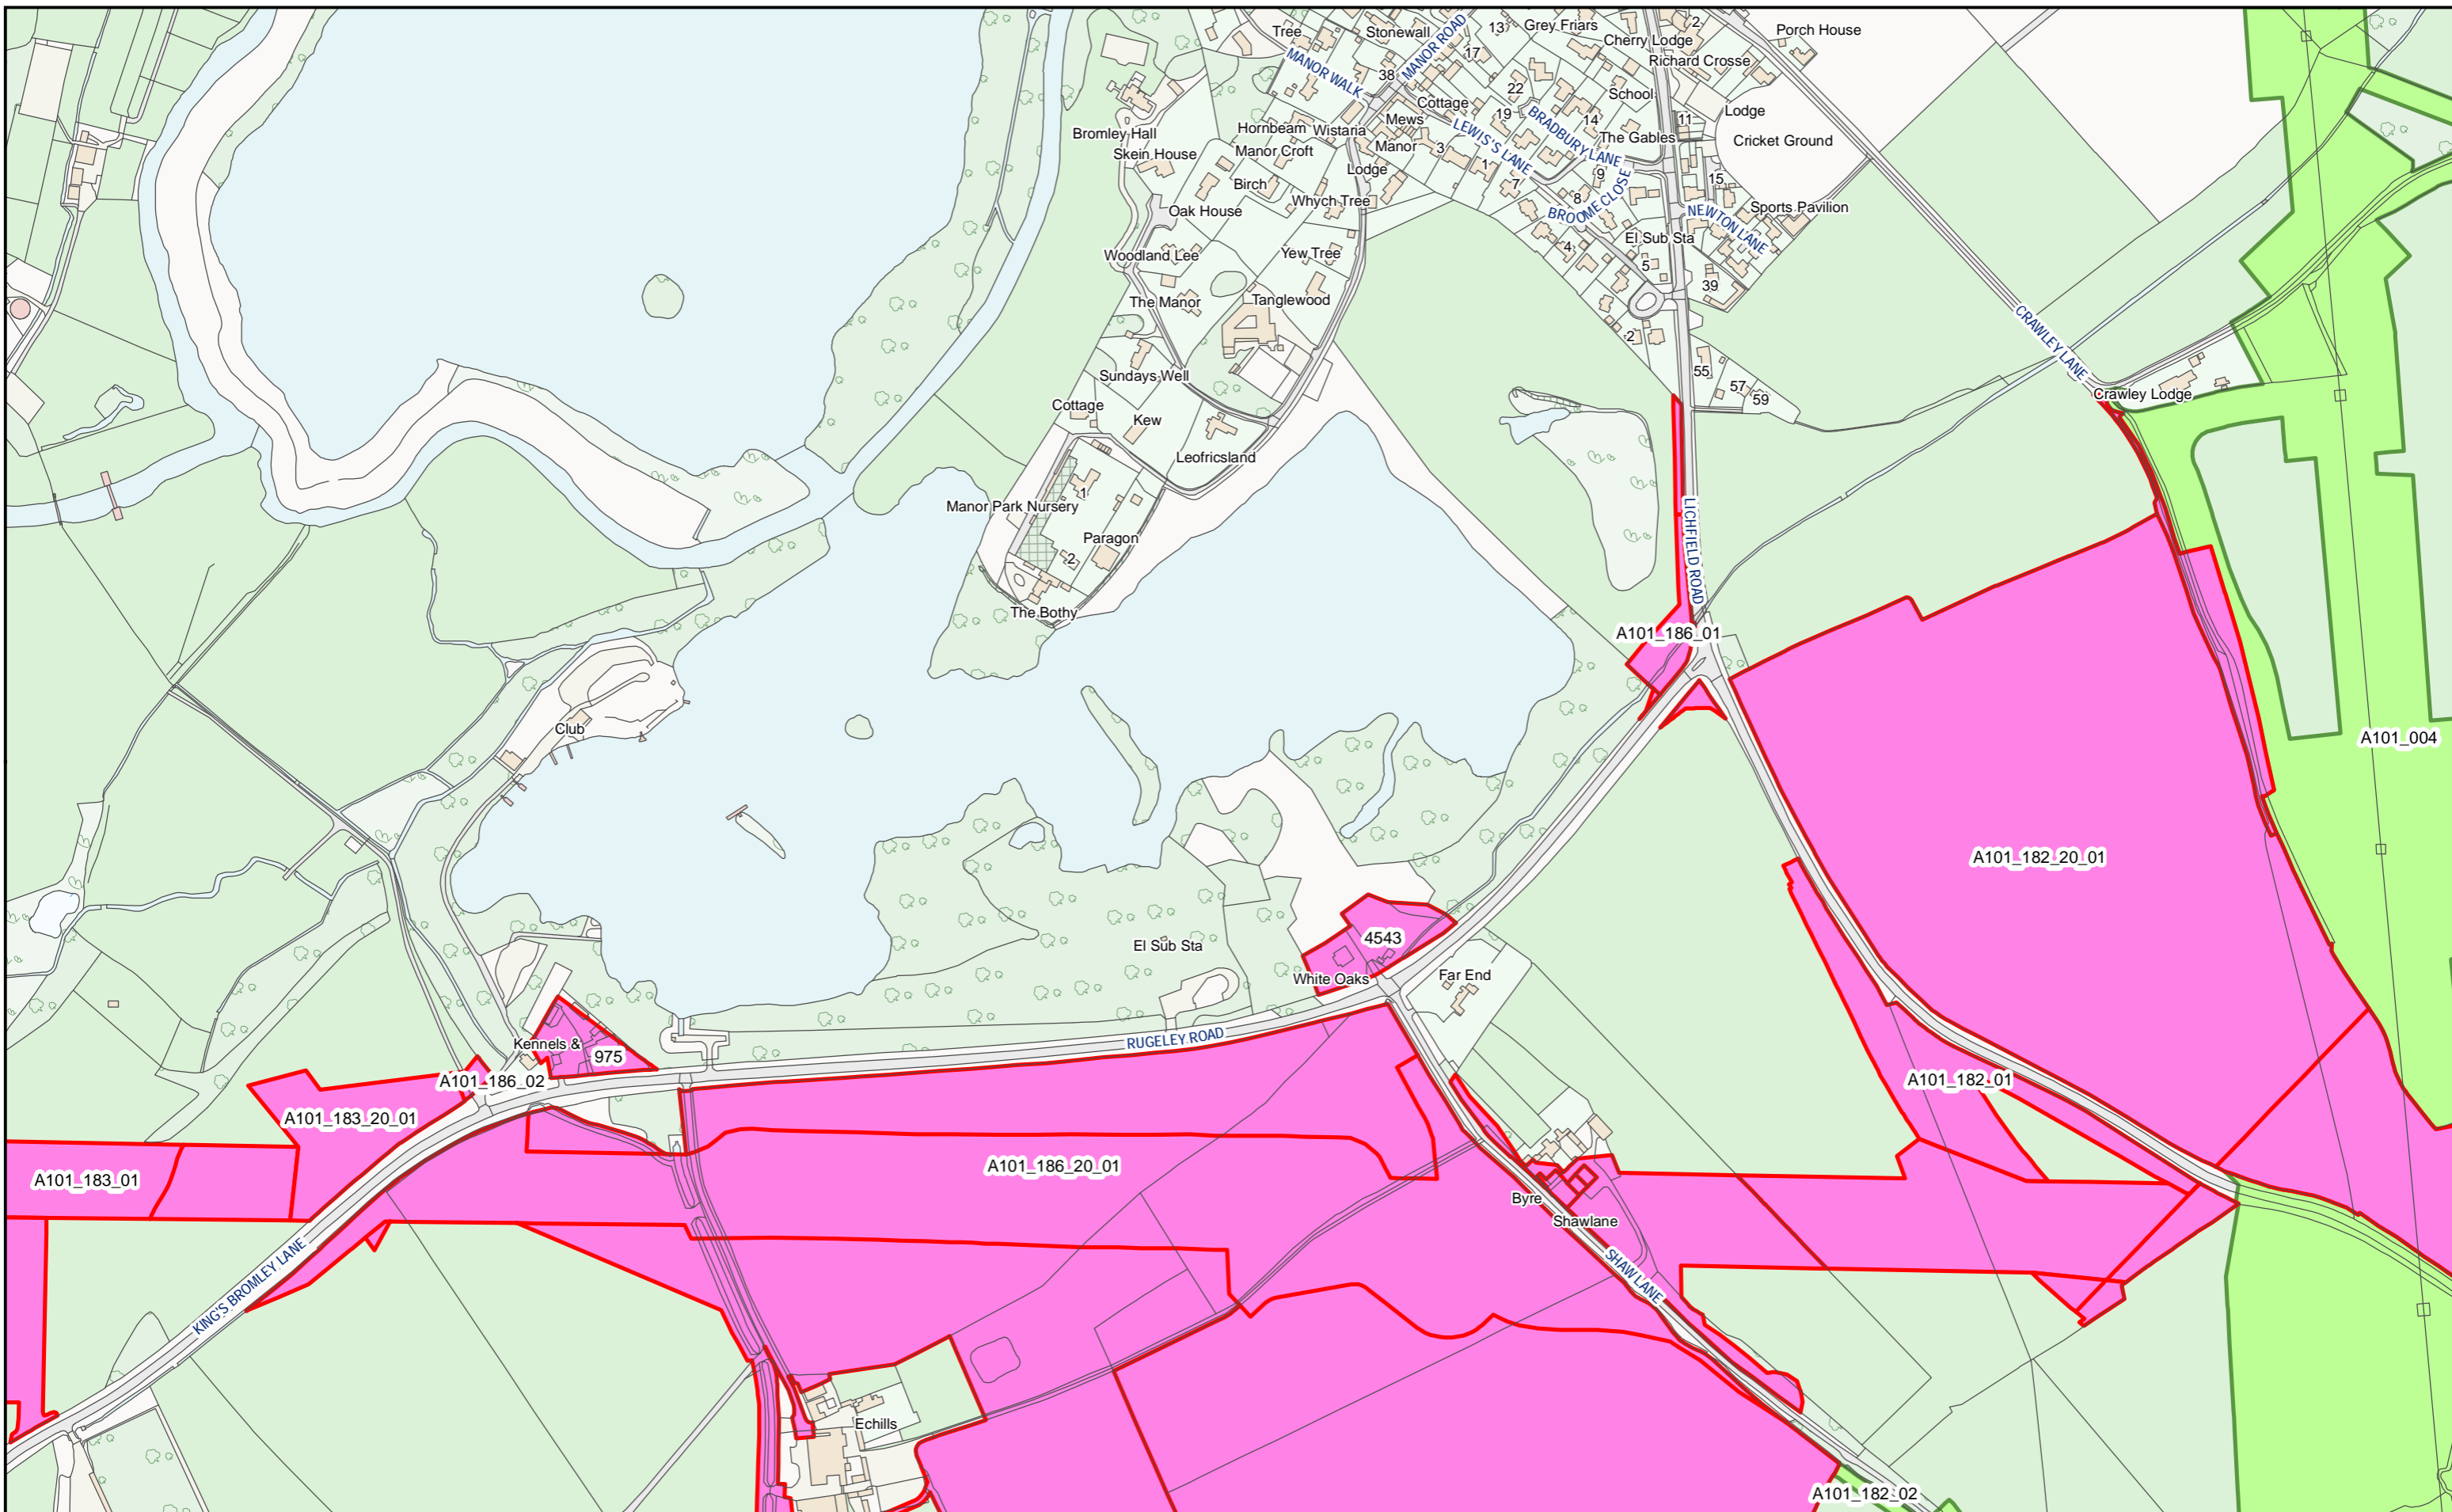 Tree
Stonewall
MANOR ROAD
13
Grey Friars
2
Porch House
Cherry Lodge
17
MANOR WALK
38
Richard Crosse
22
School
Cottage
Lodge
Bromley Hall
Hornbeam
Wistaria
Mews
19
BRADBURY LANE
14
11
LEWIS'S LANE
The Gables
Cricket Ground
Skein House
Manor Croft
Manor
3
1
Lodge
9
15
Birch
7
8
Oak House
Whych Tree
BROOME CLOSE
NEWTON LANE
Sports Pavilion
4
El Sub Sta
Woodland Lee
Yew Tree
5
39
The Manor
Tanglewood
2
CRAWLEY LANE
Sundays Well
55
57
59
Crawley Lodge
Cottage
Kew
Leofricsland
1
Manor Park Nursery
LICHFIELD ROAD
Paragon
2
The Bothy
A101_186_01
Club
A101_004
A101_182_20_01
4543
El Sub Sta
White Oaks
Far End
Kennels &
975
RUGELEY ROAD
A101_186_02
A101_182_01
A101_183_20_01
A101_186_20_01
A101_183_01
Byre
Shawlane
KING'S BROMLEY LANE
SHAW LANE
Echills
A101_182_02